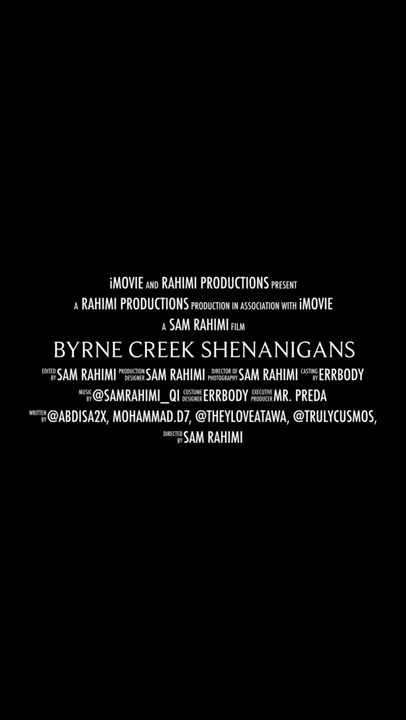 iMOVIE AND RAHIMI PRODUCTIONS PRESENT
A RAHIMI PRODUCTIONS PRODUCTION IN ASSOCIATION WITH iMOVIE
A SAM RAHIMI FILM
BYRNE CREEK SHENANIGANS
EDITED BY SAM RAHIMI PRODUCTION DESIGNER SAM RAHIMI DIRECTOR OF PHOTOGRAPHY SAM RAHIMI CASTING BY ERRBODY
MUSIC BY @SAMRAHIMI_QI COSTUME DESIGNER ERRBODY EXECUTIVE PRODUCER MR. PREDA
WRITTEN BY @ABDISA2X, MOHAMMAD.D7, @THEYLOVEATAWA, @TRULYCUSMOS,
DIRECTED BY SAM RAHIMI